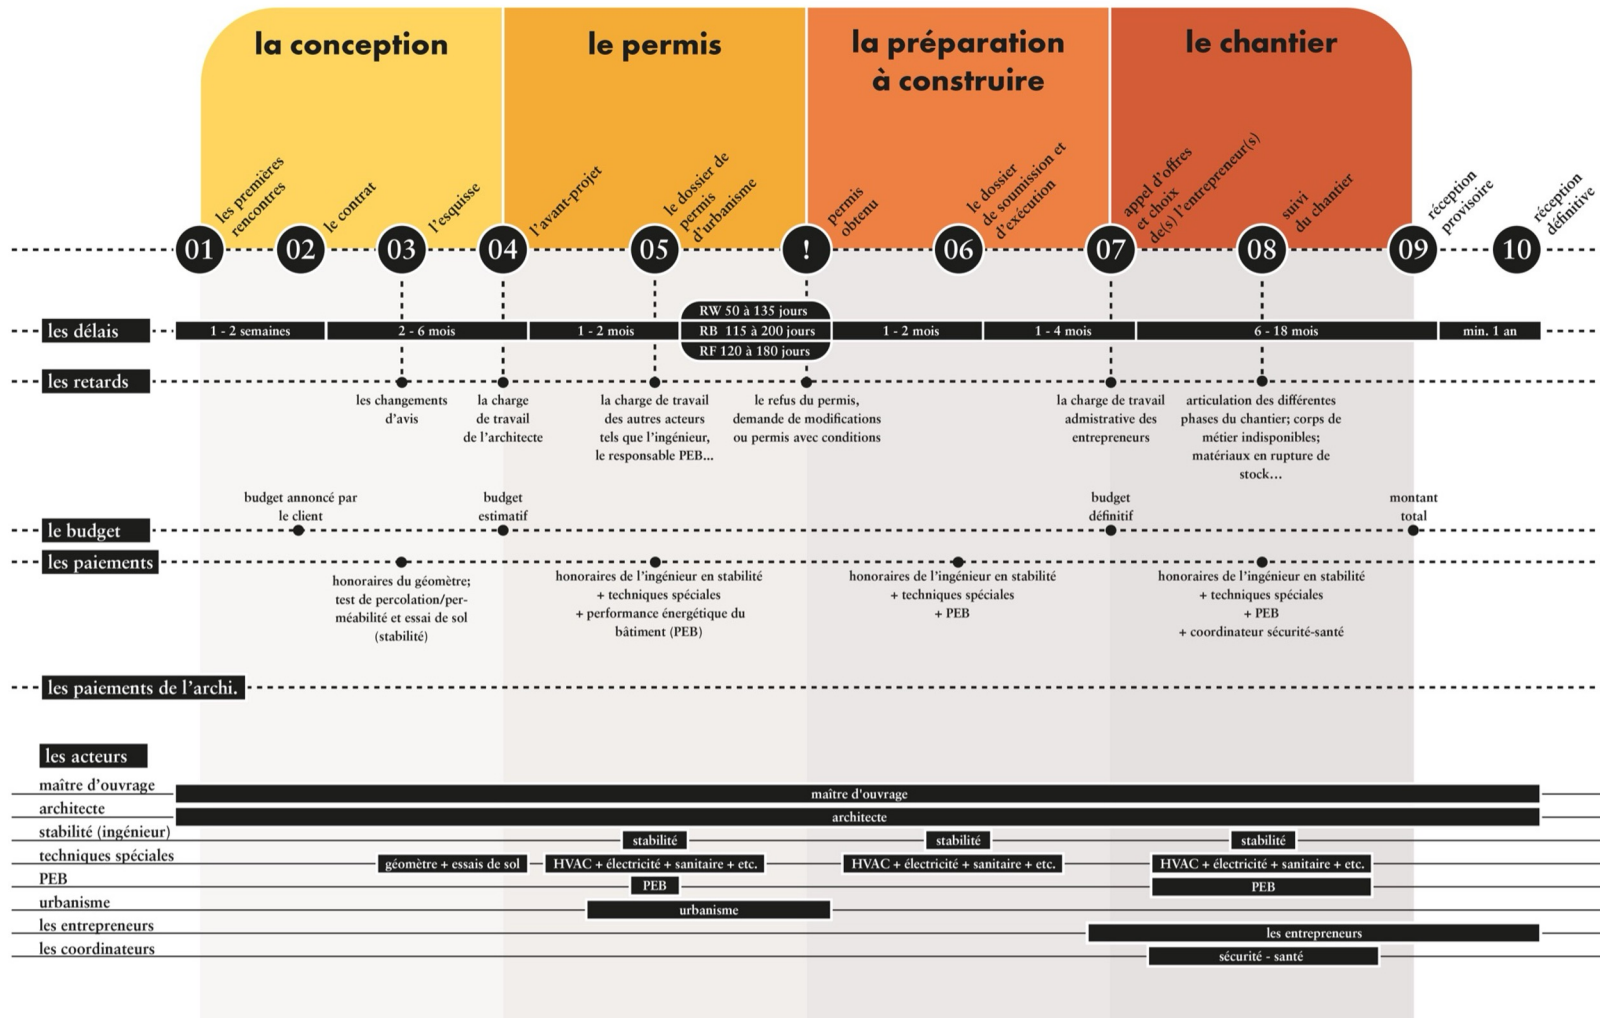 la conception
le permis
la préparation
à construire
le chantier
les premières
rencontres
le contrat
l'esquisse
l'avant-projet
le dossier de
permis
d'urbanisme
permis
obtenu
le dossier
de soumission et
d'exécution
appel d'offres
et choix
de(s) l'entrepreneur(s)
suivi
du chantier
réception
provisoire
réception
définitive
01
02
03
04
05
!
06
07
08
09
10
les délais
1 - 2 semaines
2 - 6 mois
1 - 2 mois
RW 50 à 135 jours
RB 115 à 200 jours
RF 120 à 180 jours
1 - 2 mois
1 - 4 mois
6 - 18 mois
min. 1 an
les retards
les changements
d'avis
la charge
de travail
de l'architecte
la charge de travail
des autres acteurs
tels que l'ingénieur,
le responsable PEB...
le refus du permis,
demande de modifications
ou permis avec conditions
la charge de travail
admistrative des
entrepreneurs
articulation des différentes
phases du chantier; corps de
métier indisponibles;
matériaux en rupture de
stock...
le budget
budget annoncé par
le client
budget
estimatif
budget
définitif
montant
total
les paiements
honoraires du géomètre;
test de percolation/per-
méabilité et essai de sol
(stabilité)
honoraires de l'ingénieur en stabilité
+ techniques spéciales
+ performance énergétique du
bâtiment (PEB)
honoraires de l'ingénieur en stabilité
+ techniques spéciales
+ PEB
honoraires de l'ingénieur en stabilité
+ techniques spéciales
+ PEB
+ coordinateur sécurité-santé
les paiements de l'archi.
les acteurs
maître d'ouvrage
maître d'ouvrage
architecte
architecte
stabilité (ingénieur)
stabilité
stabilité
stabilité
techniques spéciales
géomètre + essais de sol
HVAC + électricité + sanitaire + etc.
HVAC + électricité + sanitaire + etc.
HVAC + électricité + sanitaire + etc.
PEB
PEB
PEB
urbanisme
urbanisme
les entrepreneurs
les entrepreneurs
les coordinateurs
sécurité - santé